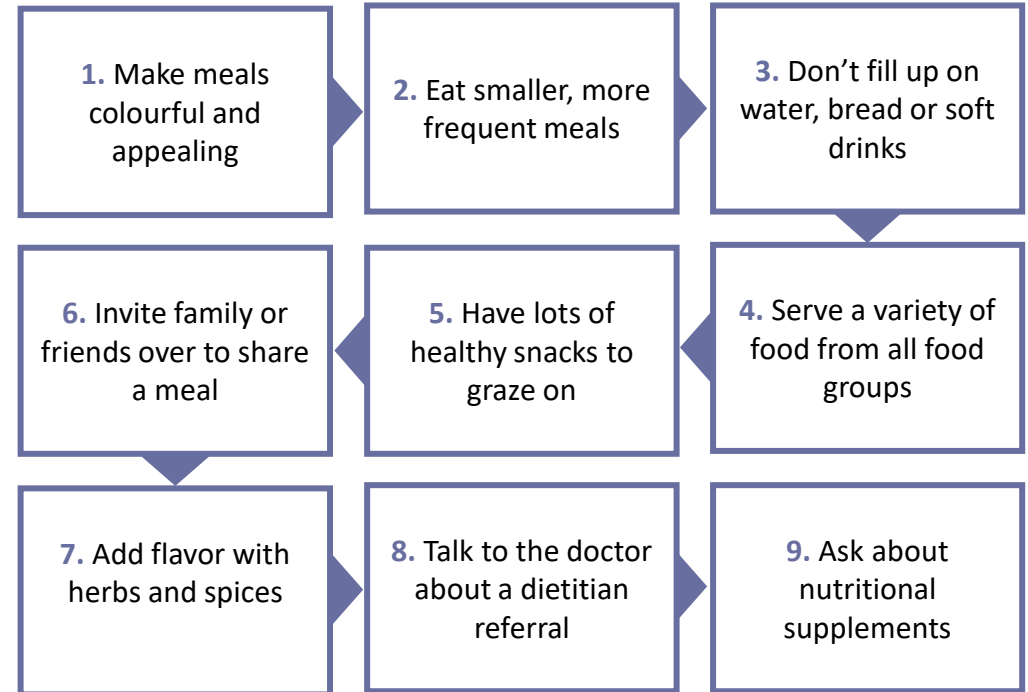 1. Make meals
colourful and
appealing
2. Eat smaller, more
frequent meals
3. Don’t fill up on
water, bread or soft
drinks
4. Serve a variety of
food from all food
groups
5. Have lots of
healthy snacks to
graze on
6. Invite family or
friends over to share
a meal
7. Add flavor with
herbs and spices
8. Talk to the doctor
about a dietitian
referral
9. Ask about
nutritional
supplements